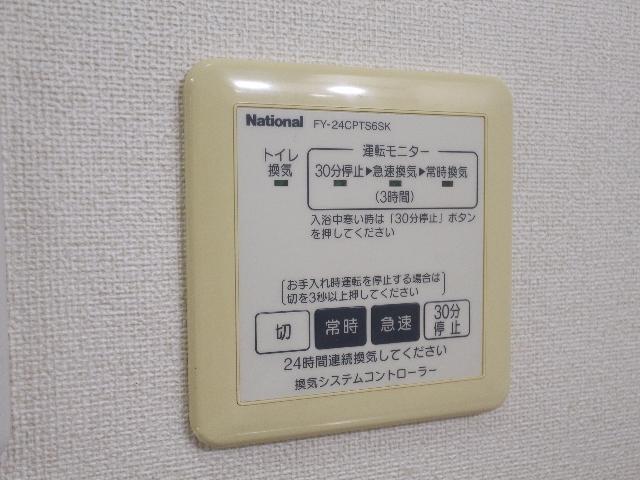 National FY-24CPTS6SK
トイレ
換気
運転モニター
30分停止▶急速換気▶常時換気
(3時間)
入浴中寒い時は「30分停止」ボタン
を押してください
お手入れ時運転を停止する場合は
切を3秒以上押してください
切 常時 急速 30分停止
24時間連続換気してください
換気システムコントローラー